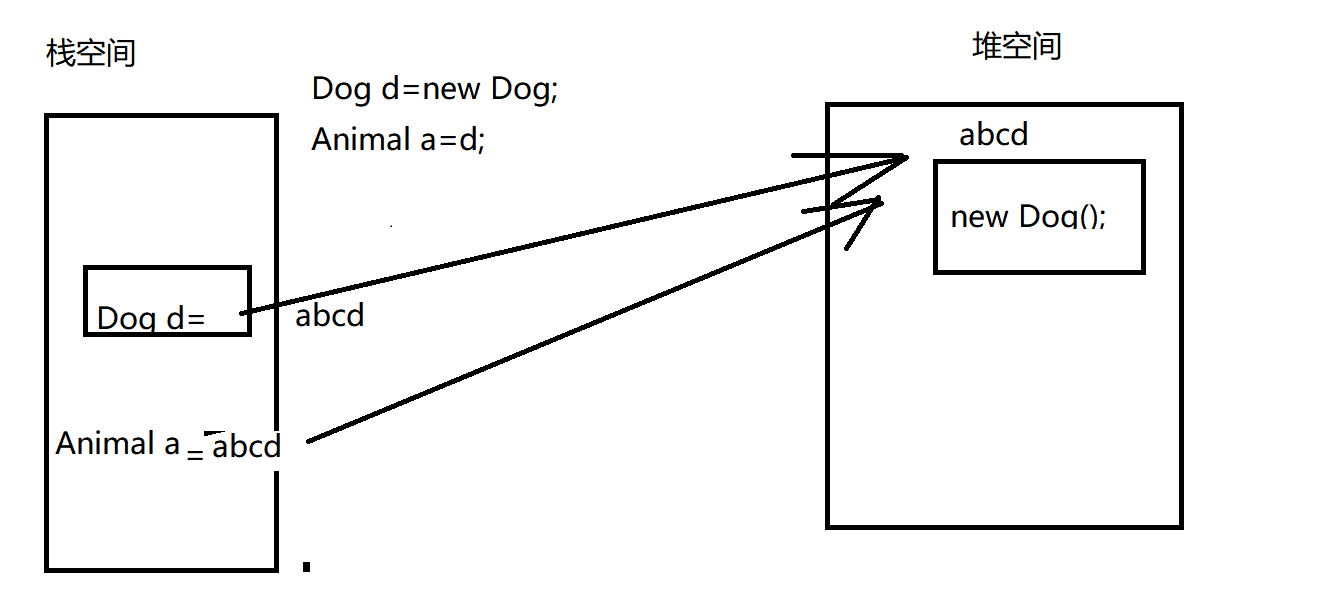 栈空间
堆空间
Dog d=new Dog;
Animal a=d;
abcd
new Dog();
Dog d=
abcd
Animal a = abcd